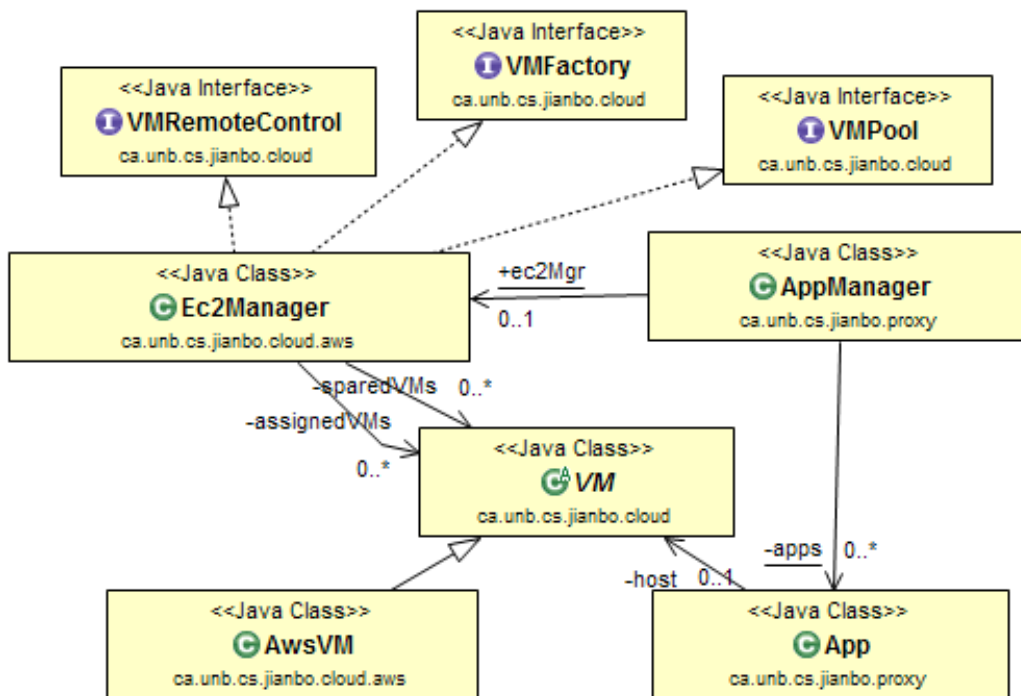 <<Java Interface>>
VMFactory
ca.unb.cs.jianbo.cloud
<<Java Interface>>
VMRemoteControl
ca.unb.cs.jianbo.cloud
<<Java Interface>>
VMPool
ca.unb.cs.jianbo.cloud
<<Java Class>>
Ec2Manager
ca.unb.cs.jianbo.cloud.aws
+ec2Mgr
0..1
<<Java Class>>
AppManager
ca.unb.cs.jianbo.proxy
-sparedVMs 0..*
-assignedVMs
0..*
<<Java Class>>
VM
ca.unb.cs.jianbo.cloud
-apps 0..*
-host 0..1
<<Java Class>>
AwsVM
ca.unb.cs.jianbo.cloud.aws
<<Java Class>>
App
ca.unb.cs.jianbo.proxy